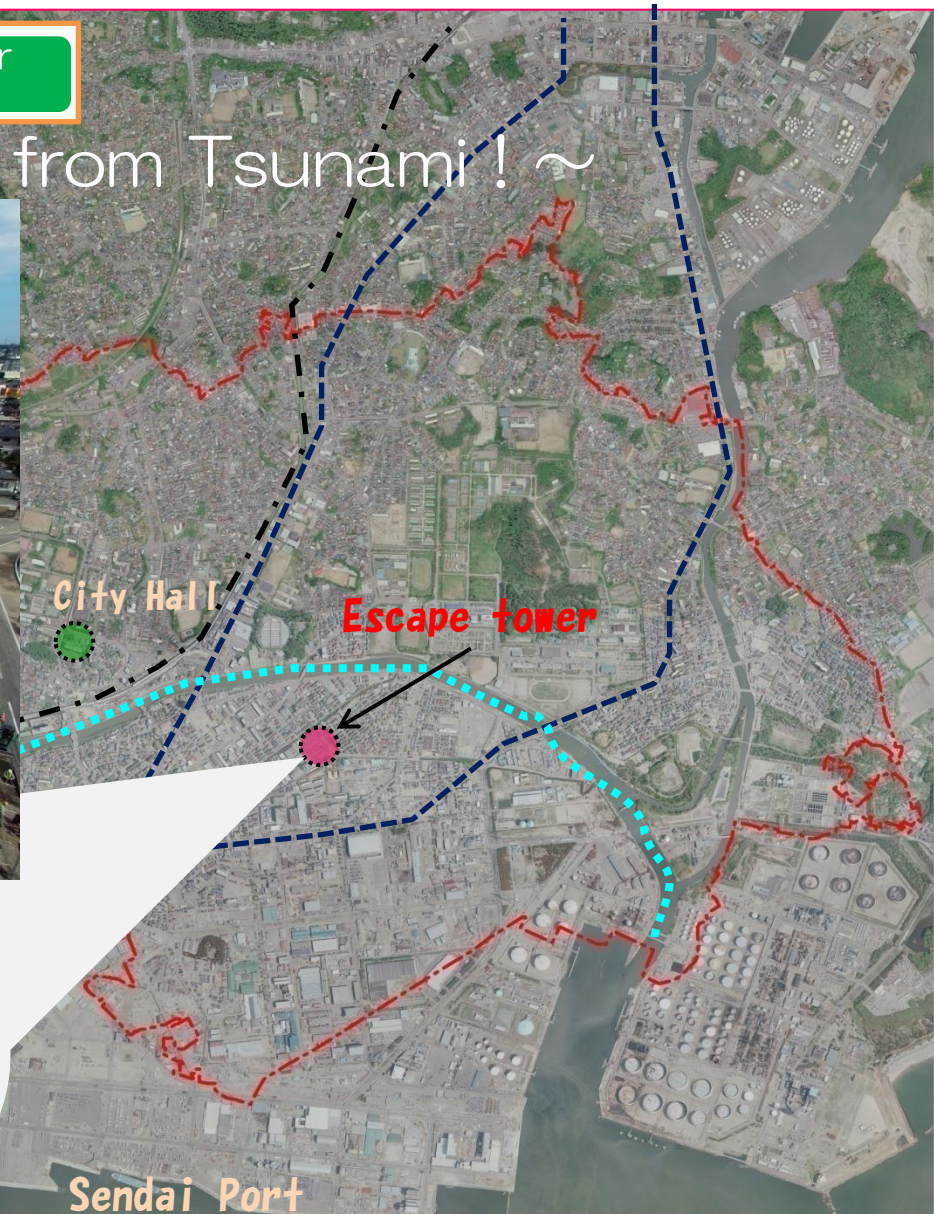 r
from Tsunami！～
City Hall
Escape tower
Sendai Port